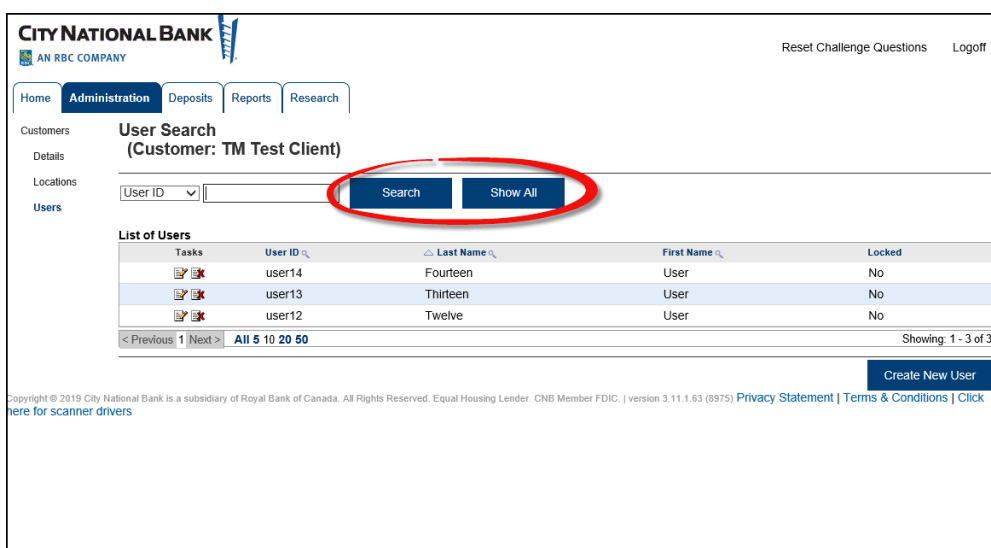 CITY NATIONAL BANK
AN RBC COMPANY
Reset Challenge Questions Logoff
Home Administration Deposits Reports Research
Customers
Details
Locations
Users
User Search
(Customer: TM Test Client)
User ID Search Show All
List of Users
Tasks User ID Last Name First Name Locked
user14 Fourteen User No
user13 Thirteen User No
user12 Twelve User No
< Previous 1 Next > All 5 10 20 50 Showing: 1 - 3 of 3
Create New User
Copyright © 2019 City National Bank is a subsidiary of Royal Bank of Canada. All Rights Reserved. Equal Housing Lender. CNB Member FDIC. | version 3.11.1.63 (8975) Privacy Statement | Terms & Conditions | Click
here for scanner drivers